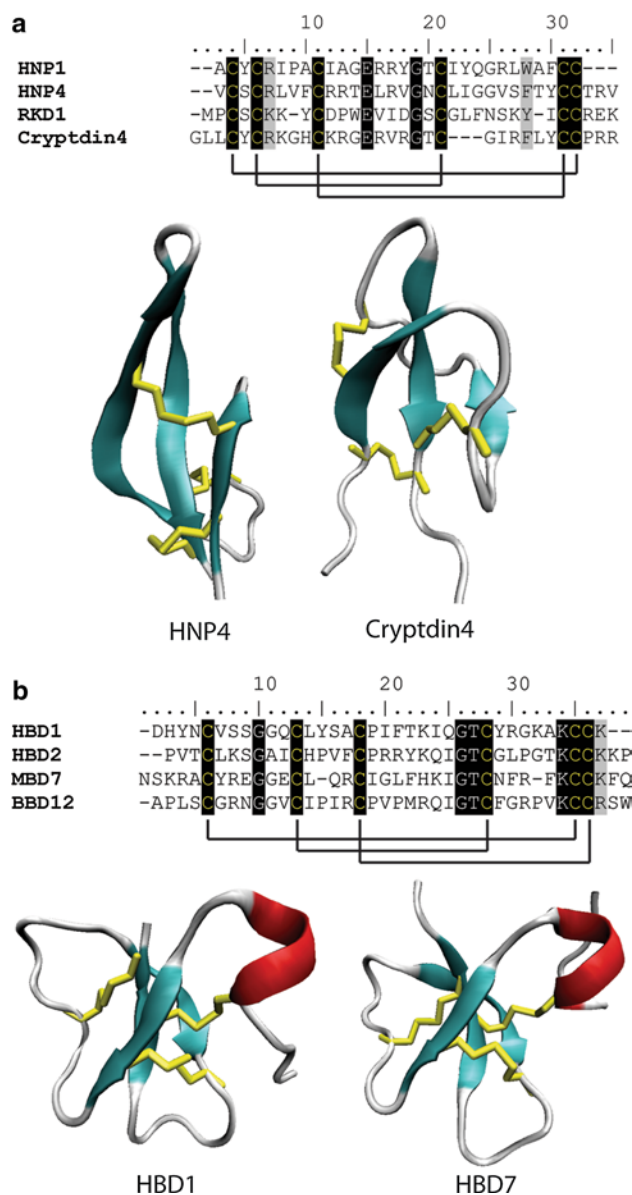 a
10 20 30
HNP1 --ACYCRIPACIAGERRYGTCIYQGRLWAFCC---
HNP4 --VCSCRLVFCRRTELRVGNCLIGGVSFTYCCTRV
RKD1 -MPCSCKK-YCDPWEVIDGSCGLFNSKY-ICCREK
Cryptdin4 GLLCYCRKGHCKRGERVRGTC---GIRFLYCCPRR
HNP4 Cryptdin4
b
10 20 30
HBD1 -DHYNCVSSGGQCLYSACPIFTKIQGTCYRGKAKCCK--
HBD2 --PVTCLKSGAICHPVFCPRRYKQIGTCGLPGTKCCKKP
MBD7 NSKRACYREGGECL-QRCIGLFHKIGTCNFR-FKCCKFQ
BBD12 -APLSCGRNGGVCIPIRCPVPMRQIGTCFGRPVKCCRSW
HBD1 HBD7